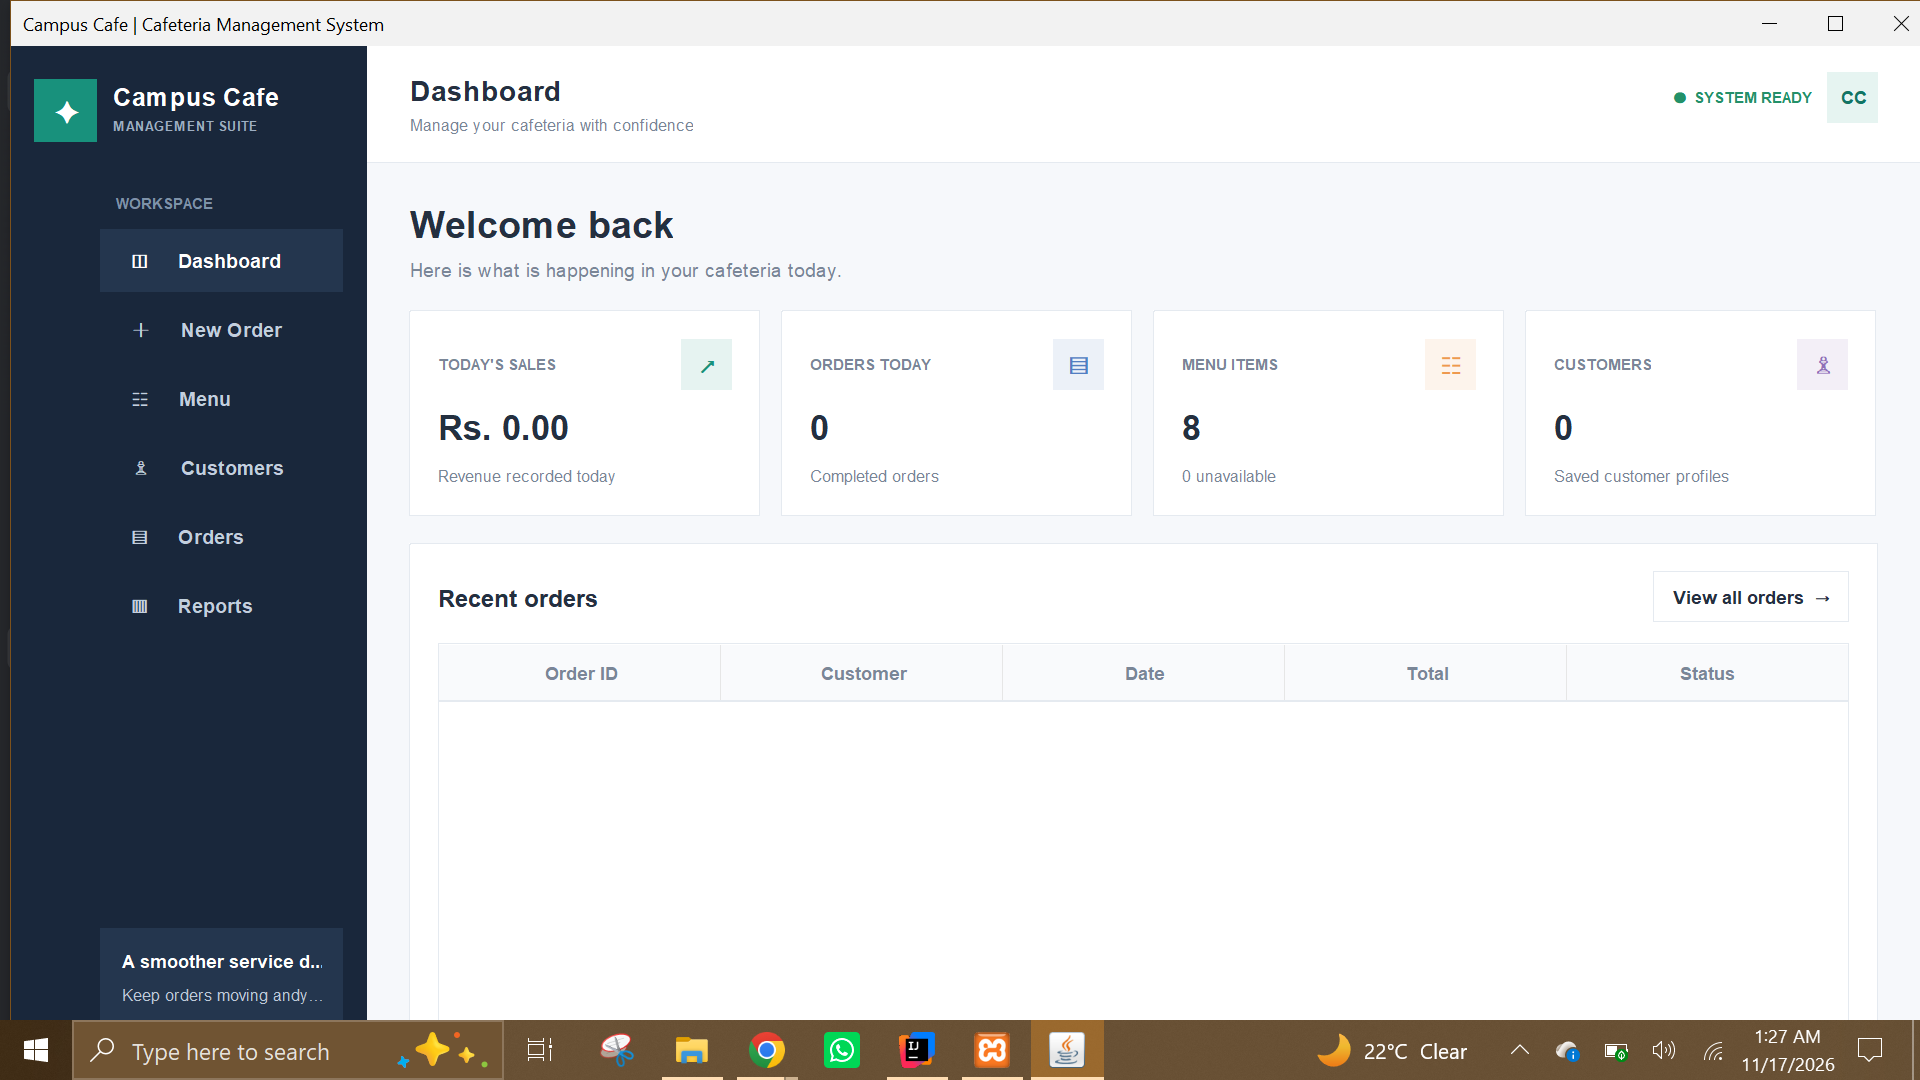 Campus Cafe | Cafeteria Management System
Campus Cafe
MANAGEMENT SUITE
WORKSPACE
Dashboard
New Order
Menu
Customers
Orders
Reports
A smoother service d...
Keep orders moving andy...
Dashboard
Manage your cafeteria with confidence
SYSTEM READY
CC
Welcome back
Here is what is happening in your cafeteria today.
TODAY'S SALES
Rs. 0.00
Revenue recorded today
ORDERS TODAY
0
Completed orders
MENU ITEMS
8
0 unavailable
CUSTOMERS
0
Saved customer profiles
Recent orders
View all orders →
Order ID Customer Date Total Status
Type here to search
IJ
22°C Clear
1:27 AM
11/17/2026